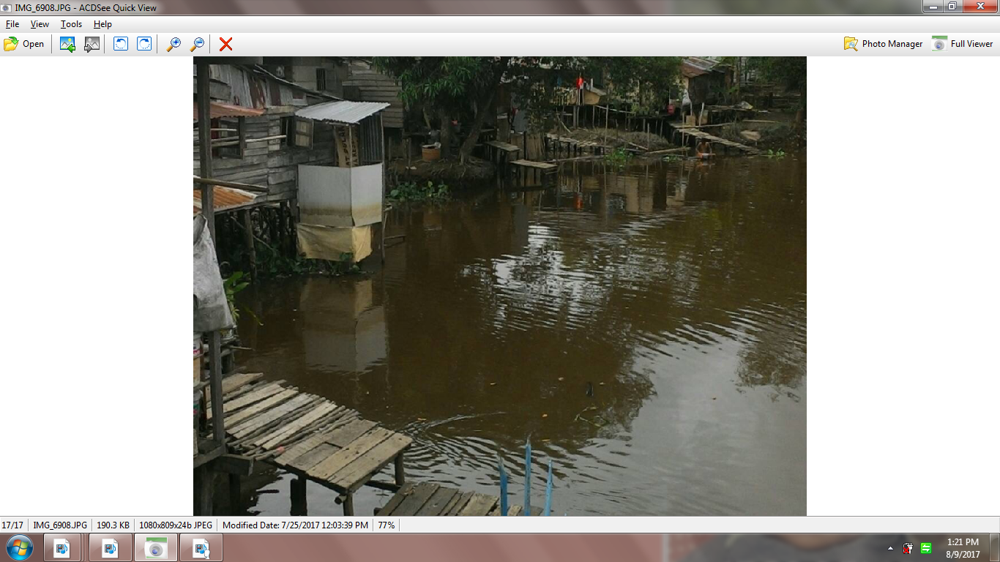 IMG_6908.JPG - ACDSee Quick View
File View Tools Help
Open Photo Manager Full Viewer
17/17 IMG_6908.JPG 190.3 KB 1080x809x24b JPEG Modified Date: 7/25/2017 12:03:39 PM 77%
1:21 PM
8/9/2017